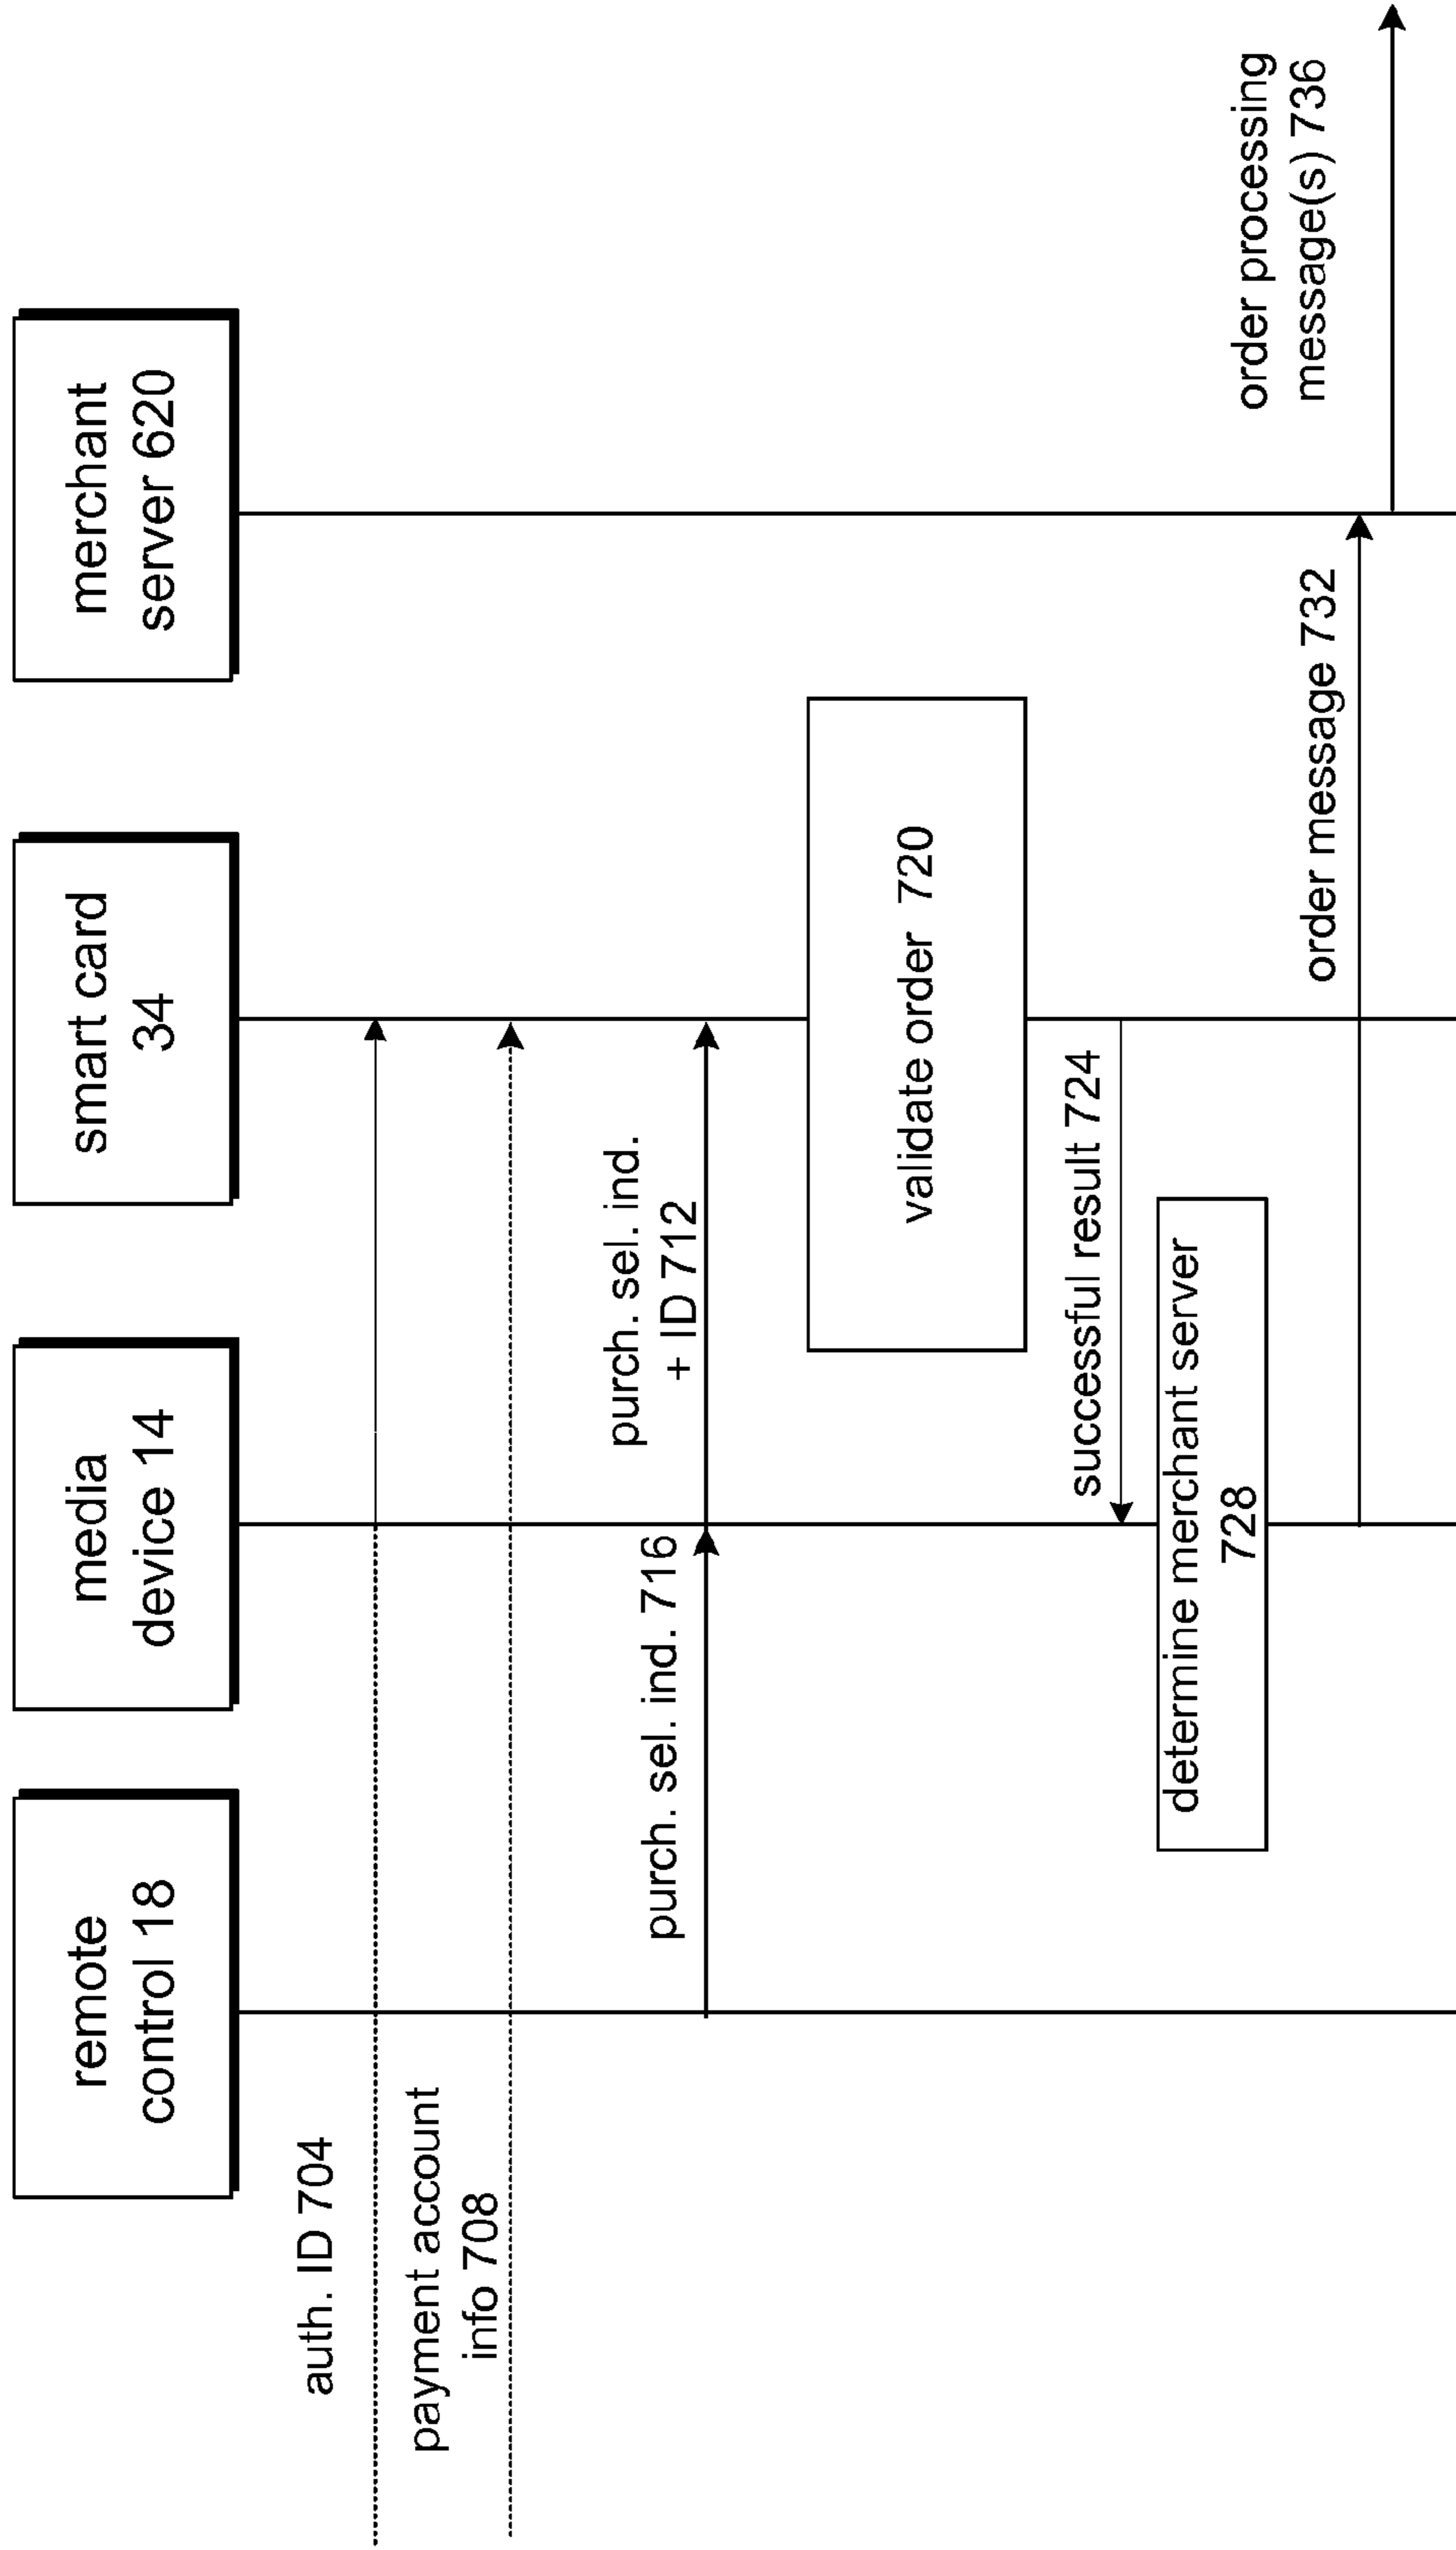 remote
control 18
media
device 14
smart card
34
merchant
server 620
auth. ID 704
payment account
info 708
purch. sel. ind. 716
purch. sel. ind.
+ ID 712
validate order 720
successful result 724
determine merchant server
728
order message 732
order processing
message(s) 736